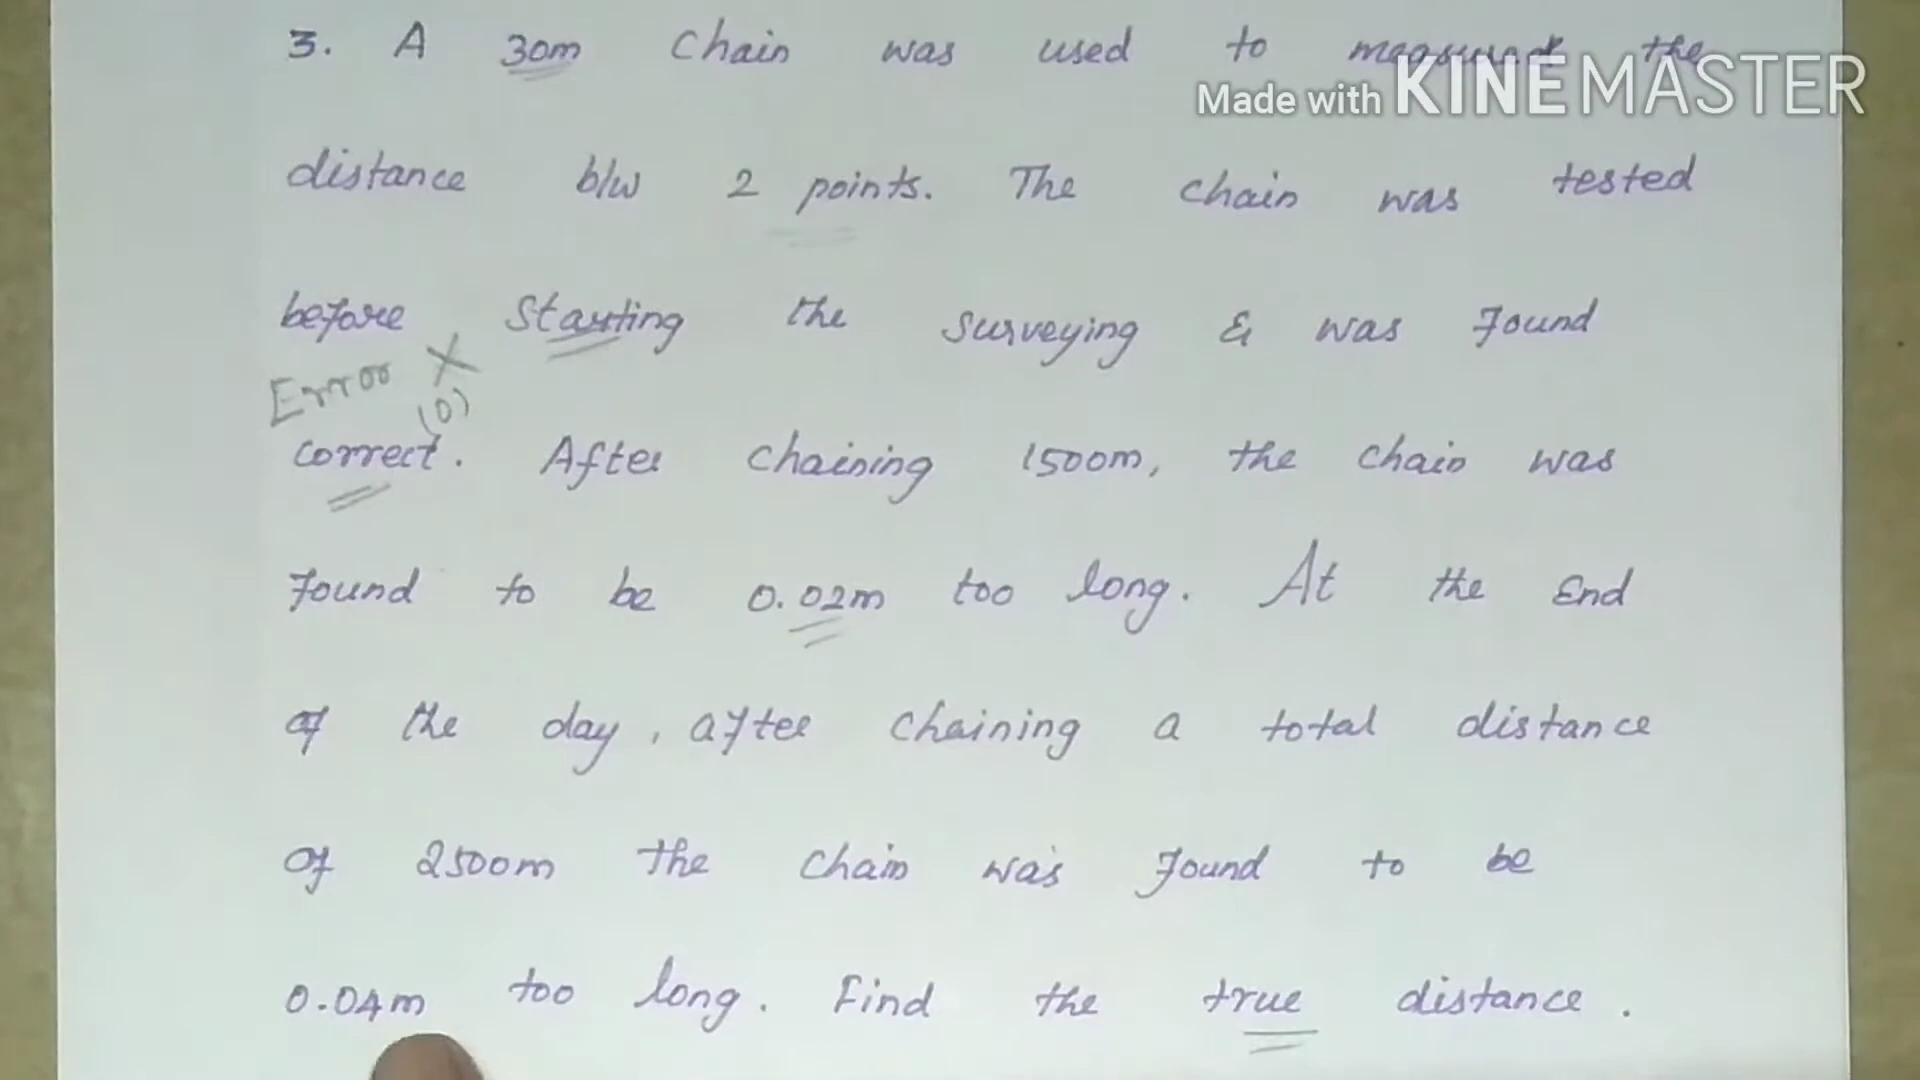 3. A 30m Chain was used to measured the
Made with KINEMASTER
distance b/w 2 points. The chain was tested
before starting the surveying & was found
Error X
(0)
correct. After chaining 1500m, the chain was
found to be 0.02m too long. At the End
of the day, after chaining a total distance
of 2500m the chain was found to be
0.04m too long. Find the true distance.